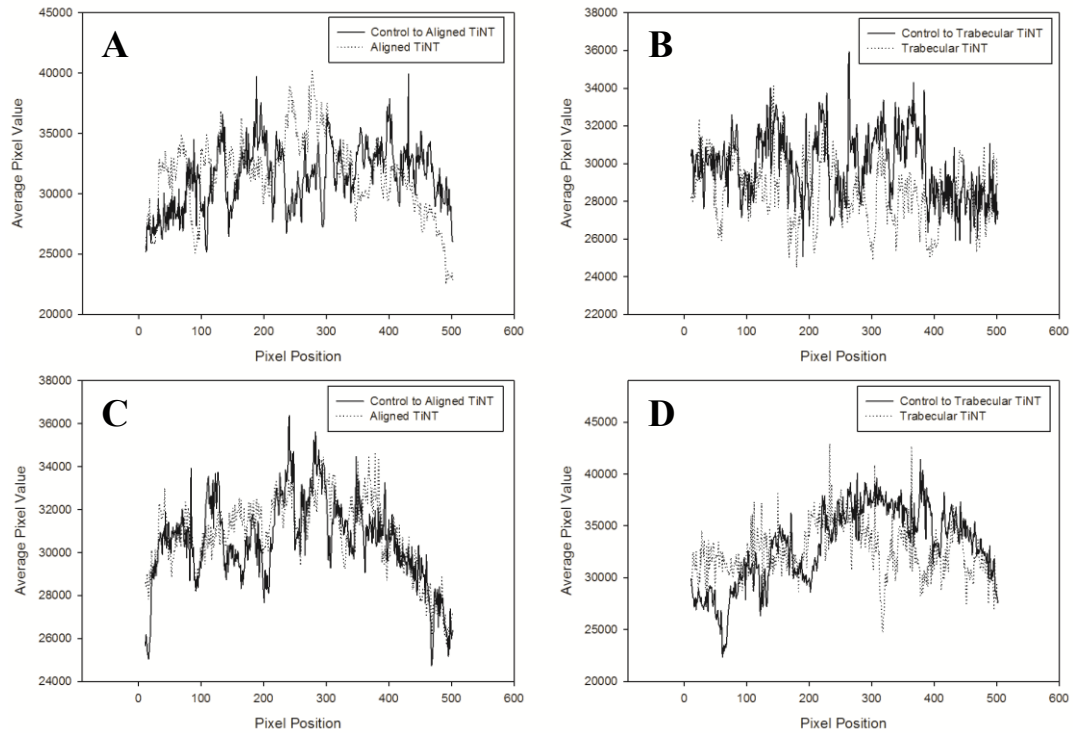 A
Control to Aligned TiNT
Aligned TiNT
45000
40000
35000
30000
25000
20000
Average Pixel Value
0 100 200 300 400 500 600
Pixel Position
B
Control to Trabecular TiNT
Trabecular TiNT
38000
36000
34000
32000
30000
28000
26000
24000
22000
Average Pixel Value
0 100 200 300 400 500 600
Pixel Position
C
Control to Aligned TiNT
Aligned TiNT
38000
36000
34000
32000
30000
28000
26000
24000
Average Pixel Value
0 100 200 300 400 500 600
Pixel Position
D
Control to Trabecular TiNT
Trabecular TiNT
45000
40000
35000
30000
25000
20000
Average Pixel Value
0 100 200 300 400 500 600
Pixel Position